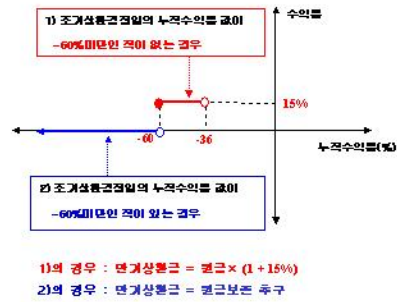 수익률
1) 조기상환결정일의 누적수익률 값이
-60%미만인 적이 없는 경우
15%
-60
-36
누적수익률(%)
2) 조기상환결정일의 누적수익률 값이
-60%미만인 적이 있는 경우
1)의 경우 : 만기상환금 = 원금× (1 + 15%)
2)의 경우 : 만기상환금 = 원금보존 추구